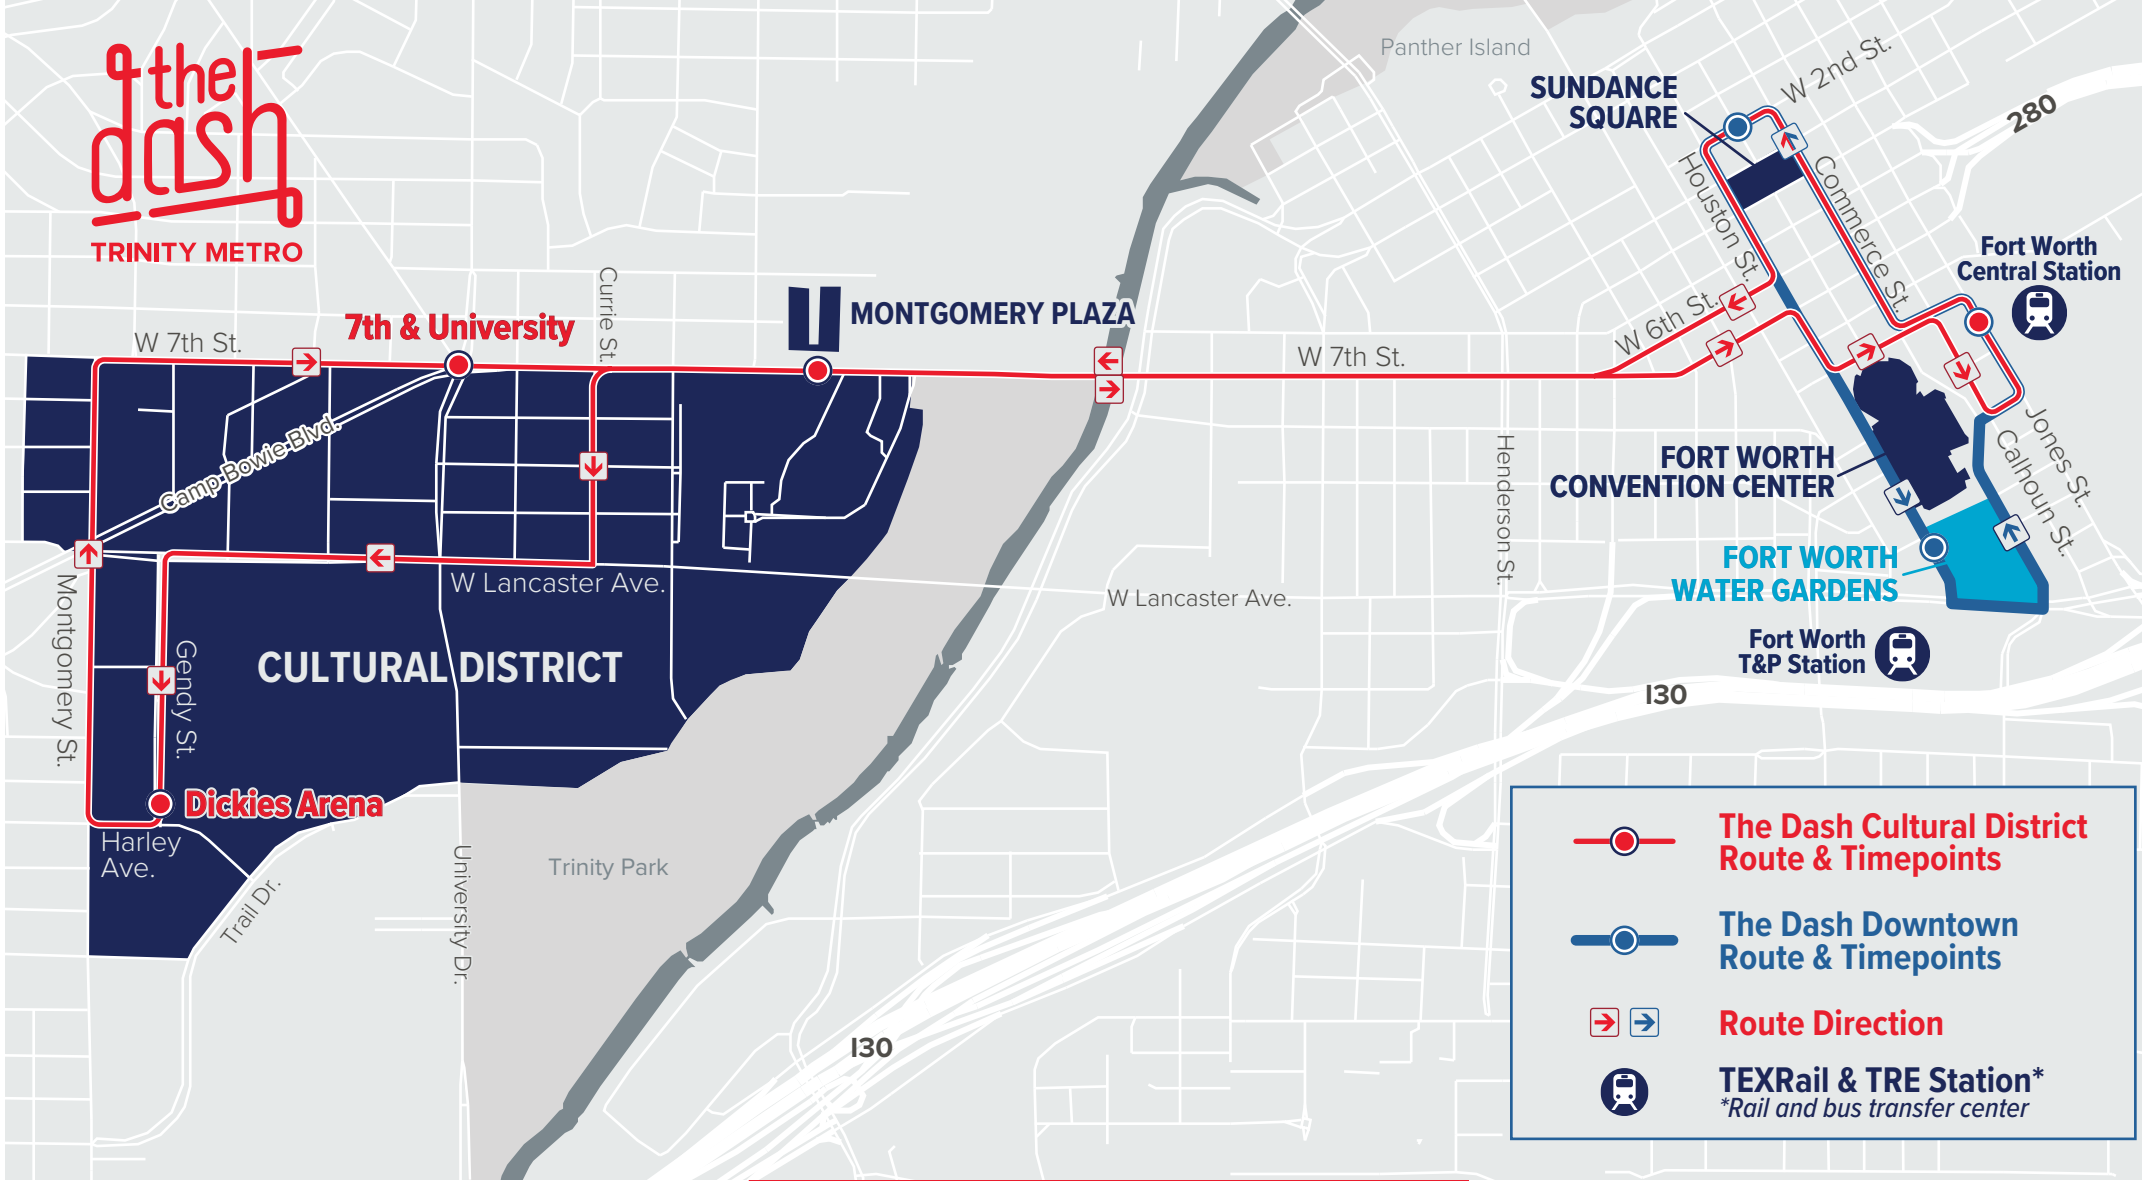 the
dash
TRINITY METRO
Panther Island
SUNDANCE
SQUARE
W 2nd St.
280
Houston St.
Commerce St.
Fort Worth
Central Station
Currie St.
7th & University
MONTGOMERY PLAZA
W 7th St.
W 7th St.
W 6th St.
Camp Bowie Blvd.
Henderson St.
FORT WORTH
CONVENTION CENTER
Jones St.
Calhoun St.
FORT WORTH
WATER GARDENS
W Lancaster Ave.
W Lancaster Ave.
Montgomery St.
Gendy St.
CULTURAL DISTRICT
Fort Worth
T&P Station
I30
Dickies Arena
Harley
Ave.
Trail Dr.
University Dr.
Trinity Park
I30
The Dash Cultural District
Route & Timepoints
The Dash Downtown
Route & Timepoints
Route Direction
TEXRail & TRE Station*
*Rail and bus transfer center